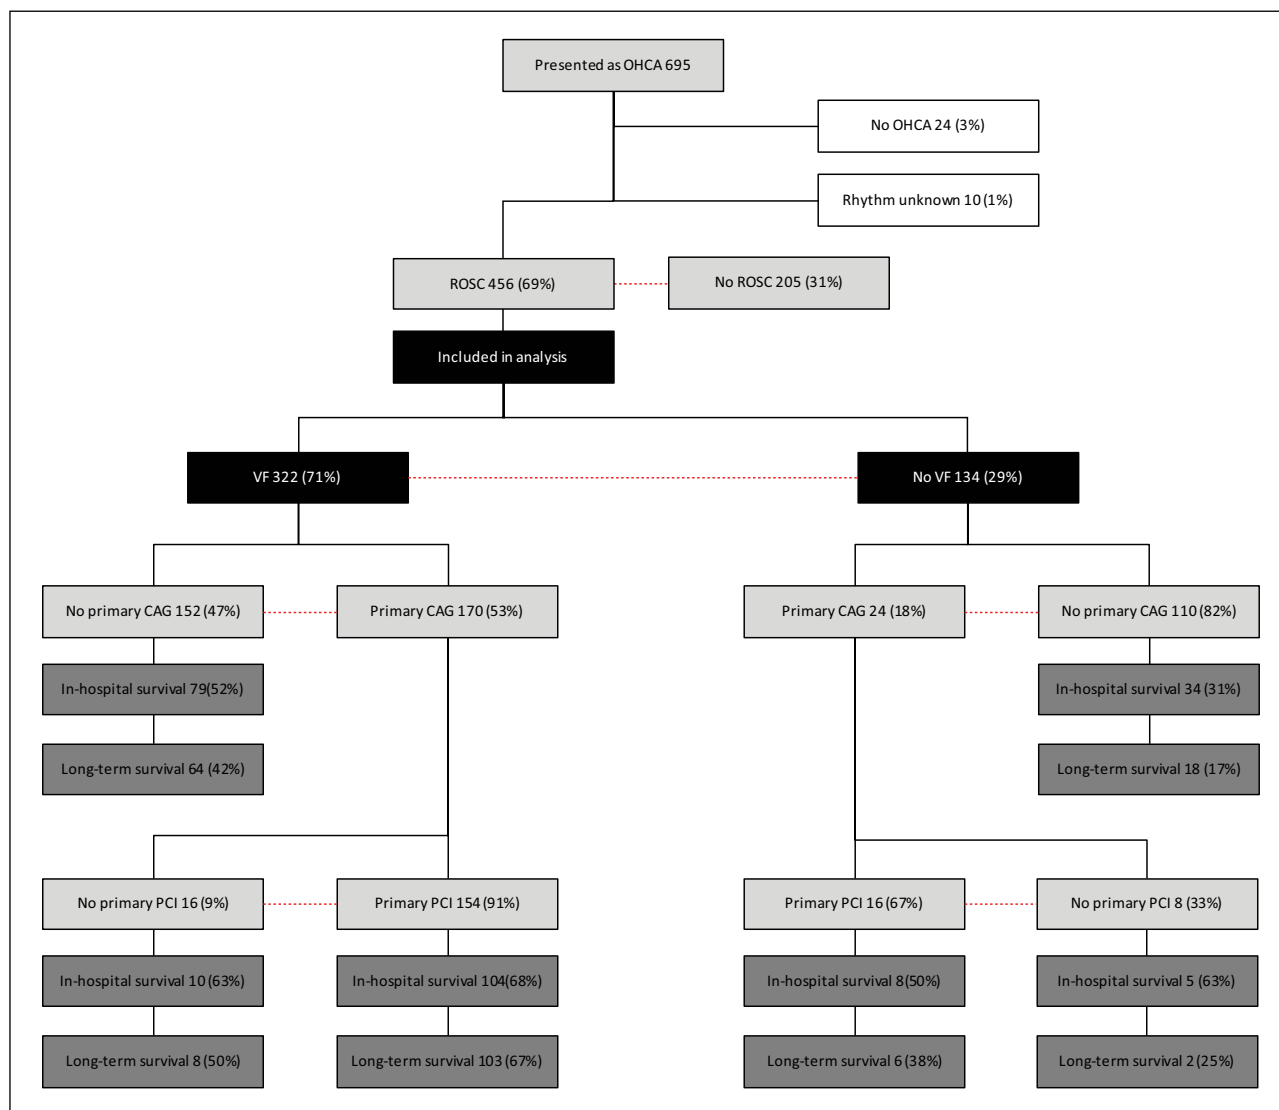 Presented as OHCA 695
No OHCA 24 (3%)
Rhythm unknown 10 (1%)
ROSC 456 (69%)
No ROSC 205 (31%)
Included in analysis
VF 322 (71%)
No VF 134 (29%)
No primary CAG 152 (47%)
Primary CAG 170 (53%)
Primary CAG 24 (18%)
No primary CAG 110 (82%)
In-hospital survival 79(52%)
In-hospital survival 34 (31%)
Long-term survival 64 (42%)
Long-term survival 18 (17%)
No primary PCI 16 (9%)
Primary PCI 154 (91%)
Primary PCI 16 (67%)
No primary PCI 8 (33%)
In-hospital survival 10 (63%)
In-hospital survival 104(68%)
In-hospital survival 8(50%)
In-hospital survival 5 (63%)
Long-term survival 8 (50%)
Long-term survival 103 (67%)
Long-term survival 6 (38%)
Long-term survival 2 (25%)